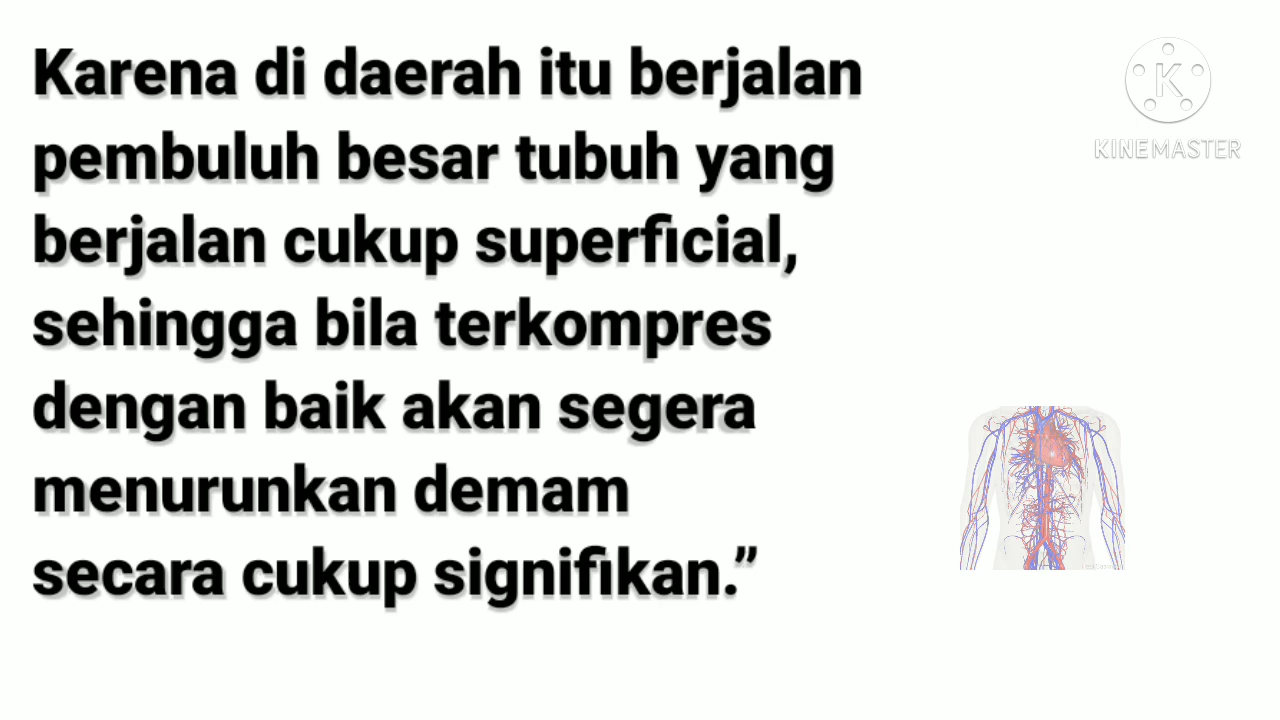 Karena di daerah itu berjalan
pembuluh besar tubuh yang
berjalan cukup superficial,
sehingga bila terkompres
dengan baik akan segera
menurunkan demam
secara cukup signifikan.”
K
KINEMASTER